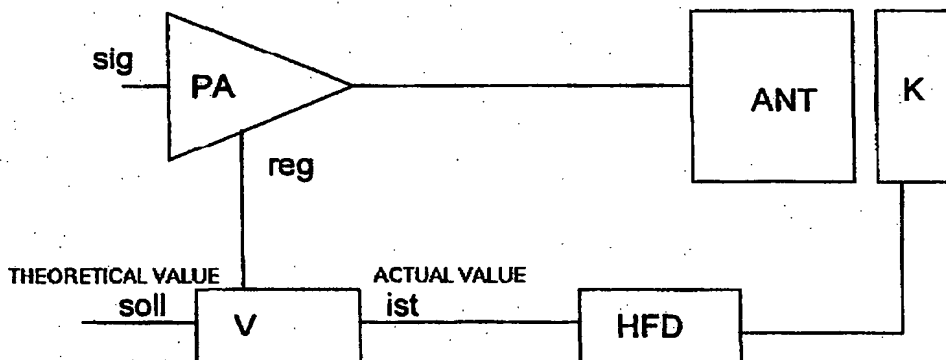 sig
PA
ANT
K
reg
THEORETICAL VALUE
ACTUAL VALUE
soll
ist
V
HFD